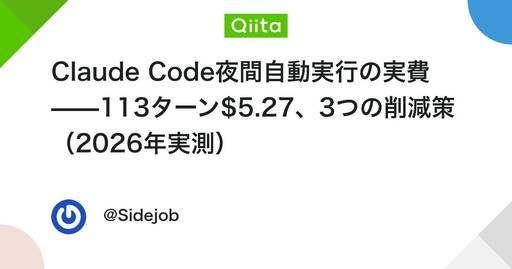 Qiita
Claude Code夜間自動実行の実費
——113ターン$5.27、3つの削減策
（2026年実測）
@Sidejob